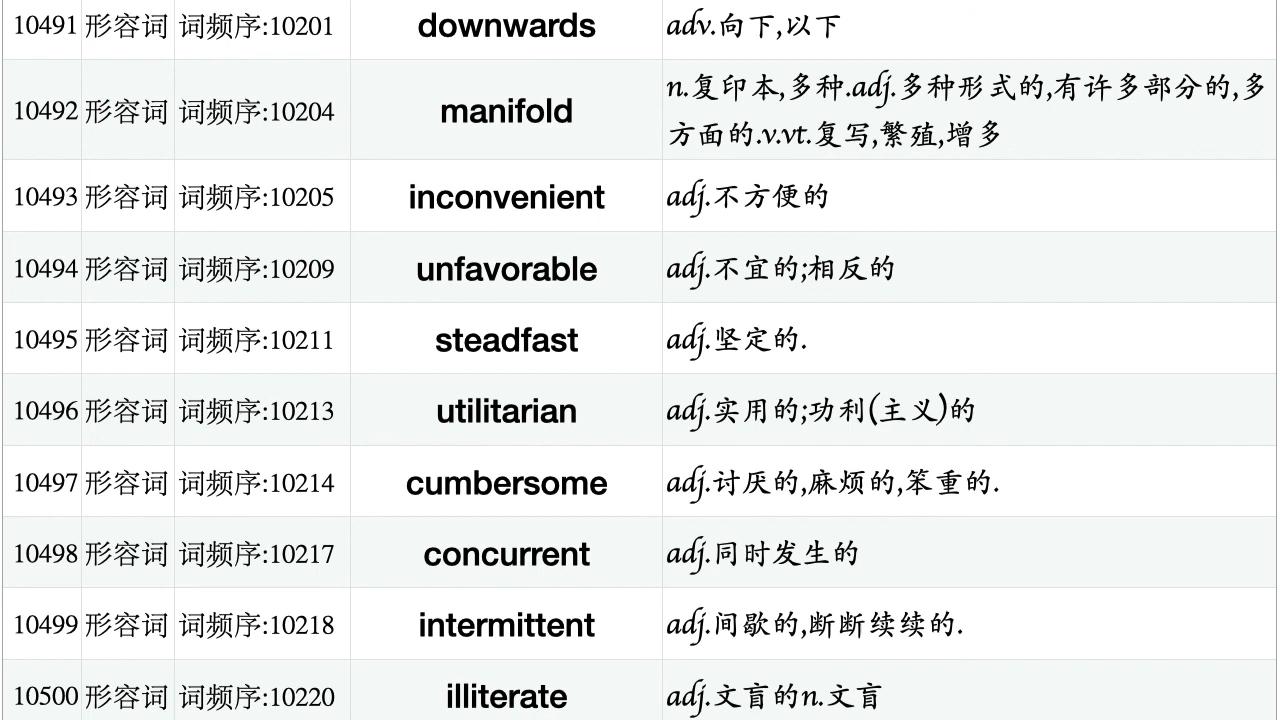 10491 形容词 词频序:10201 downwards adv.向下,以下
10492 形容词 词频序:10204 manifold n.复印本,多种.adj.多种形式的,有许多部分的,多
方面的.v.vt.复写,繁殖,增多
10493 形容词 词频序:10205 inconvenient adj.不方便的
10494 形容词 词频序:10209 unfavorable adj.不宜的;相反的
10495 形容词 词频序:10211 steadfast adj.坚定的.
10496 形容词 词频序:10213 utilitarian adj.实用的;功利(主义)的
10497 形容词 词频序:10214 cumbersome adj.讨厌的,麻烦的,笨重的.
10498 形容词 词频序:10217 concurrent adj.同时发生的
10499 形容词 词频序:10218 intermittent adj.间歇的,断断续续的.
10500 形容词 词频序:10220 illiterate adj.文盲的n.文盲